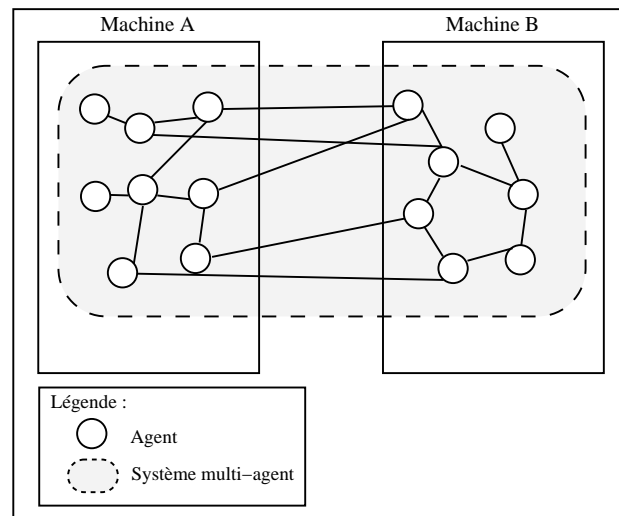 Machine A
Machine B
Légende :
Agent
Système multi−agent